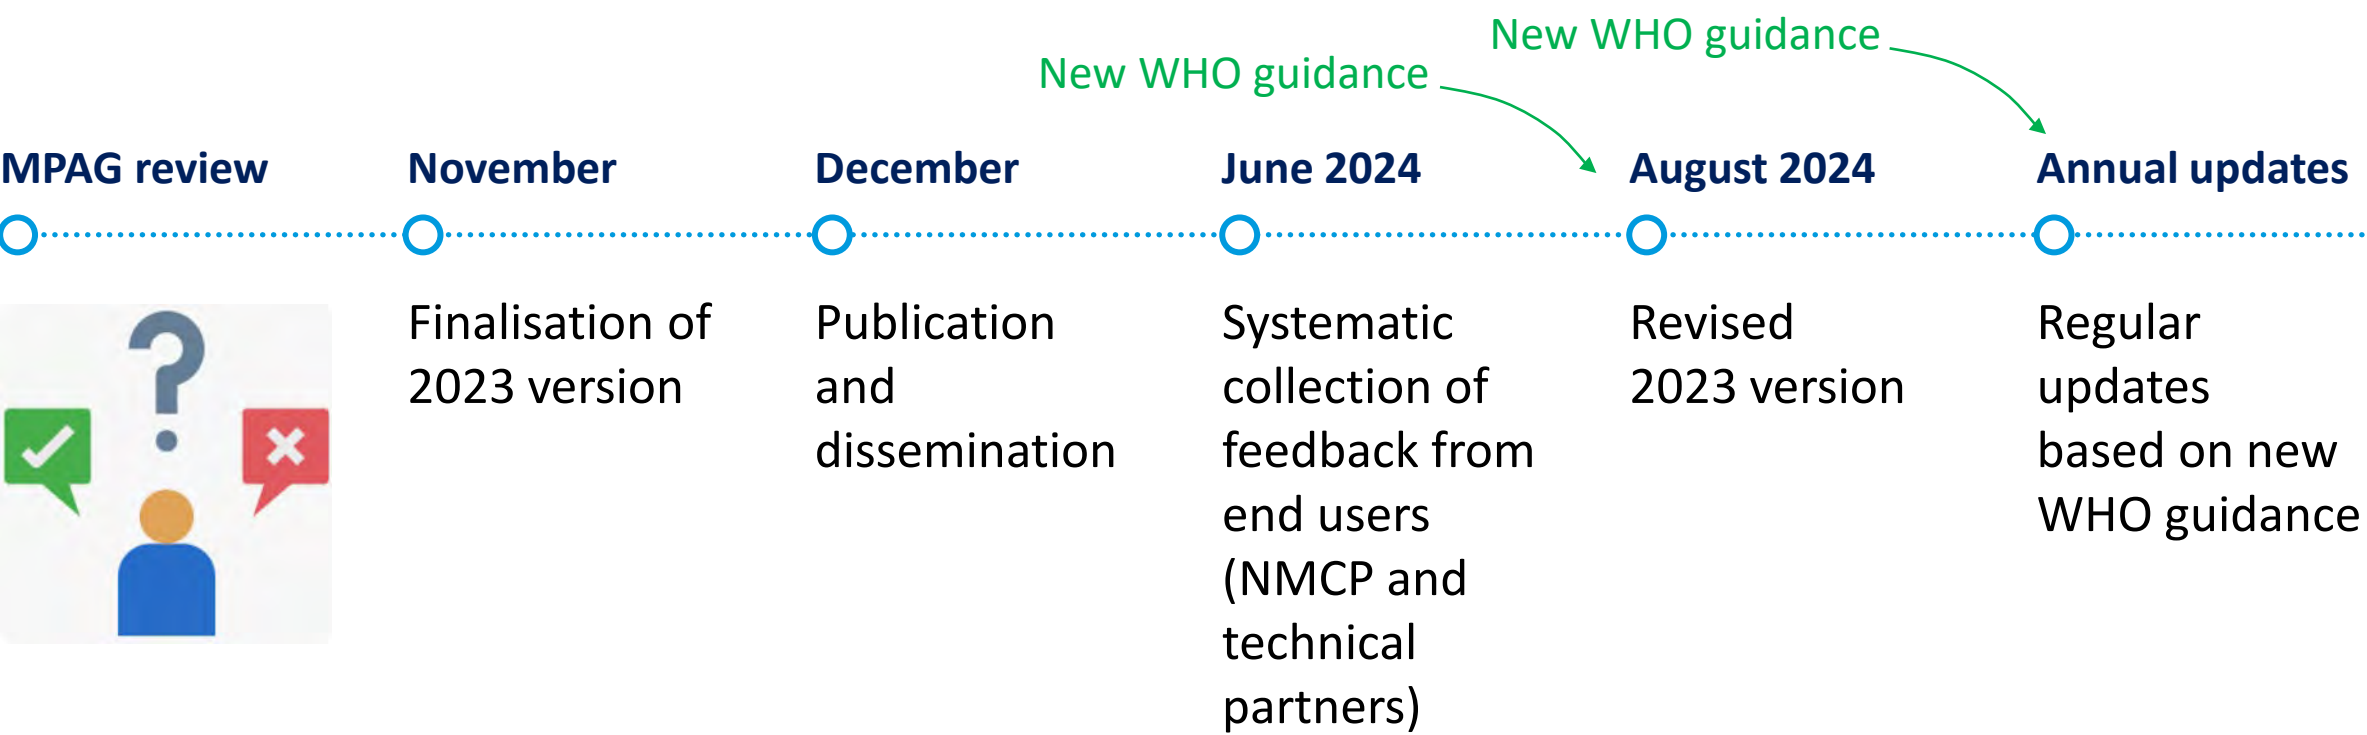 New WHO guidance
New WHO guidance
MPAG review
November
December
June 2024
August 2024
Annual updates
Finalisation of
2023 version
Publication
and
dissemination
Systematic
collection of
feedback from
end users
(NMCP and
technical
partners)
Revised
2023 version
Regular
updates
based on new
WHO guidance